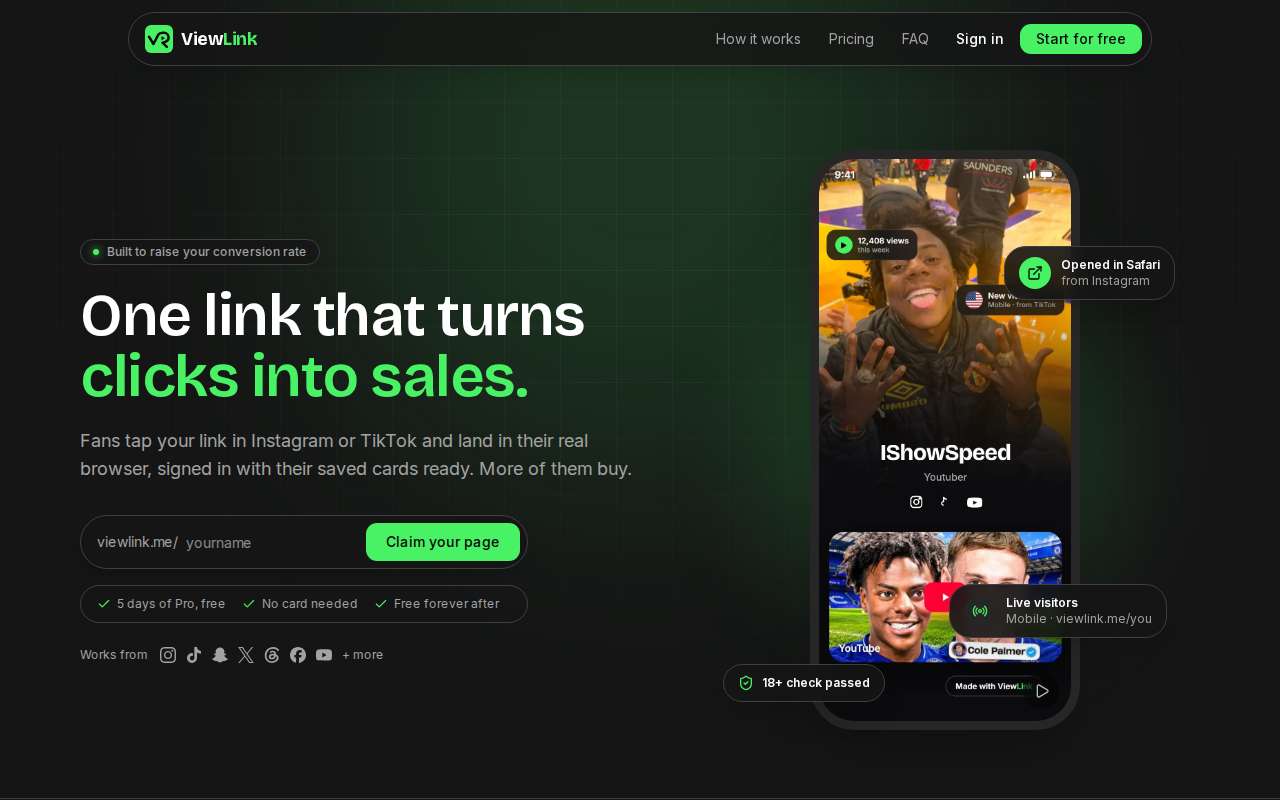 ViewLink
How it works
Pricing
FAQ
Sign in
Start for free
Built to raise your conversion rate
One link that turns
clicks into sales.
Fans tap your link in Instagram or TikTok and land in their real
browser, signed in with their saved cards ready. More of them buy.
viewlink.me/ yourname
Claim your page
5 days of Pro, free
No card needed
Free forever after
Works from
+ more
9:41
SAUNDERS
12,408 views
this week
Opened in Safari
from Instagram
New
Mobile · from TikTok
IShowSpeed
Youtuber
Live visitors
Mobile · viewlink.me/you
YouTube
Cole Palmer
18+ check passed
Made with ViewLink